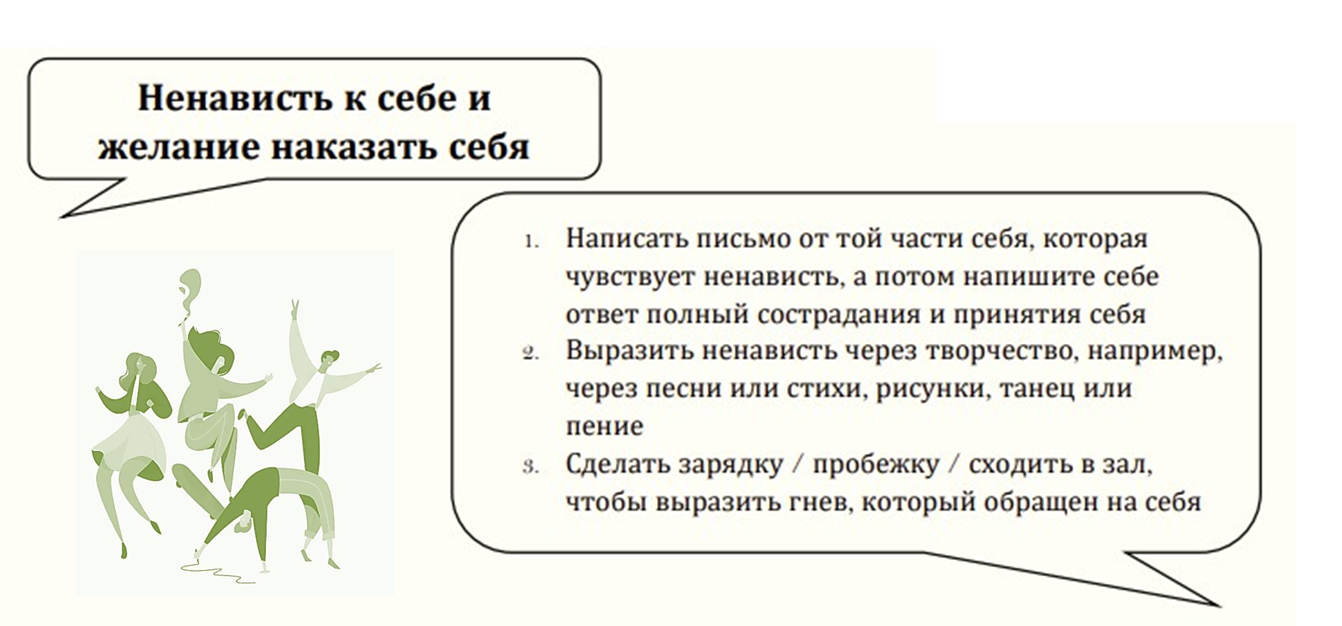 Ненависть к себе и
желание наказать себя
1. Написать письмо от той части себя, которая
чувствует ненависть, а потом напишите себе
ответ полный сострадания и принятия себя
2. Выразить ненависть через творчество, например,
через песни или стихи, рисунки, танец или
пение
3. Сделать зарядку / пробежку / сходить в зал,
чтобы выразить гнев, который обращен на себя